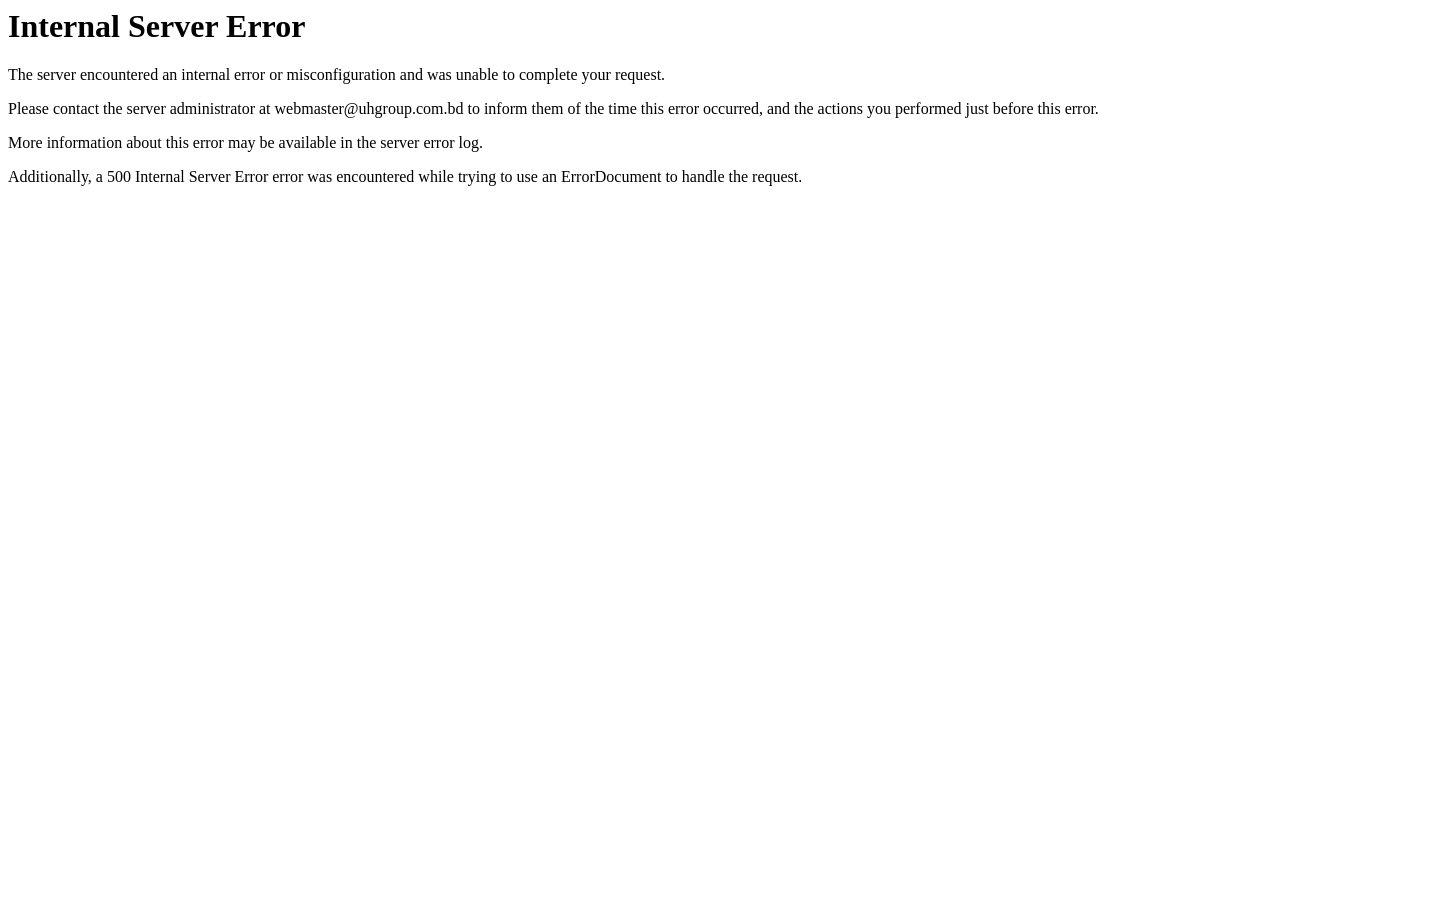 Internal Server Error
The server encountered an internal error or misconfiguration and was unable to complete your request.
Please contact the server administrator at webmaster@uhgroup.com.bd to inform them of the time this error occurred, and the actions you performed just before this error.
More information about this error may be available in the server error log.
Additionally, a 500 Internal Server Error error was encountered while trying to use an ErrorDocument to handle the request.